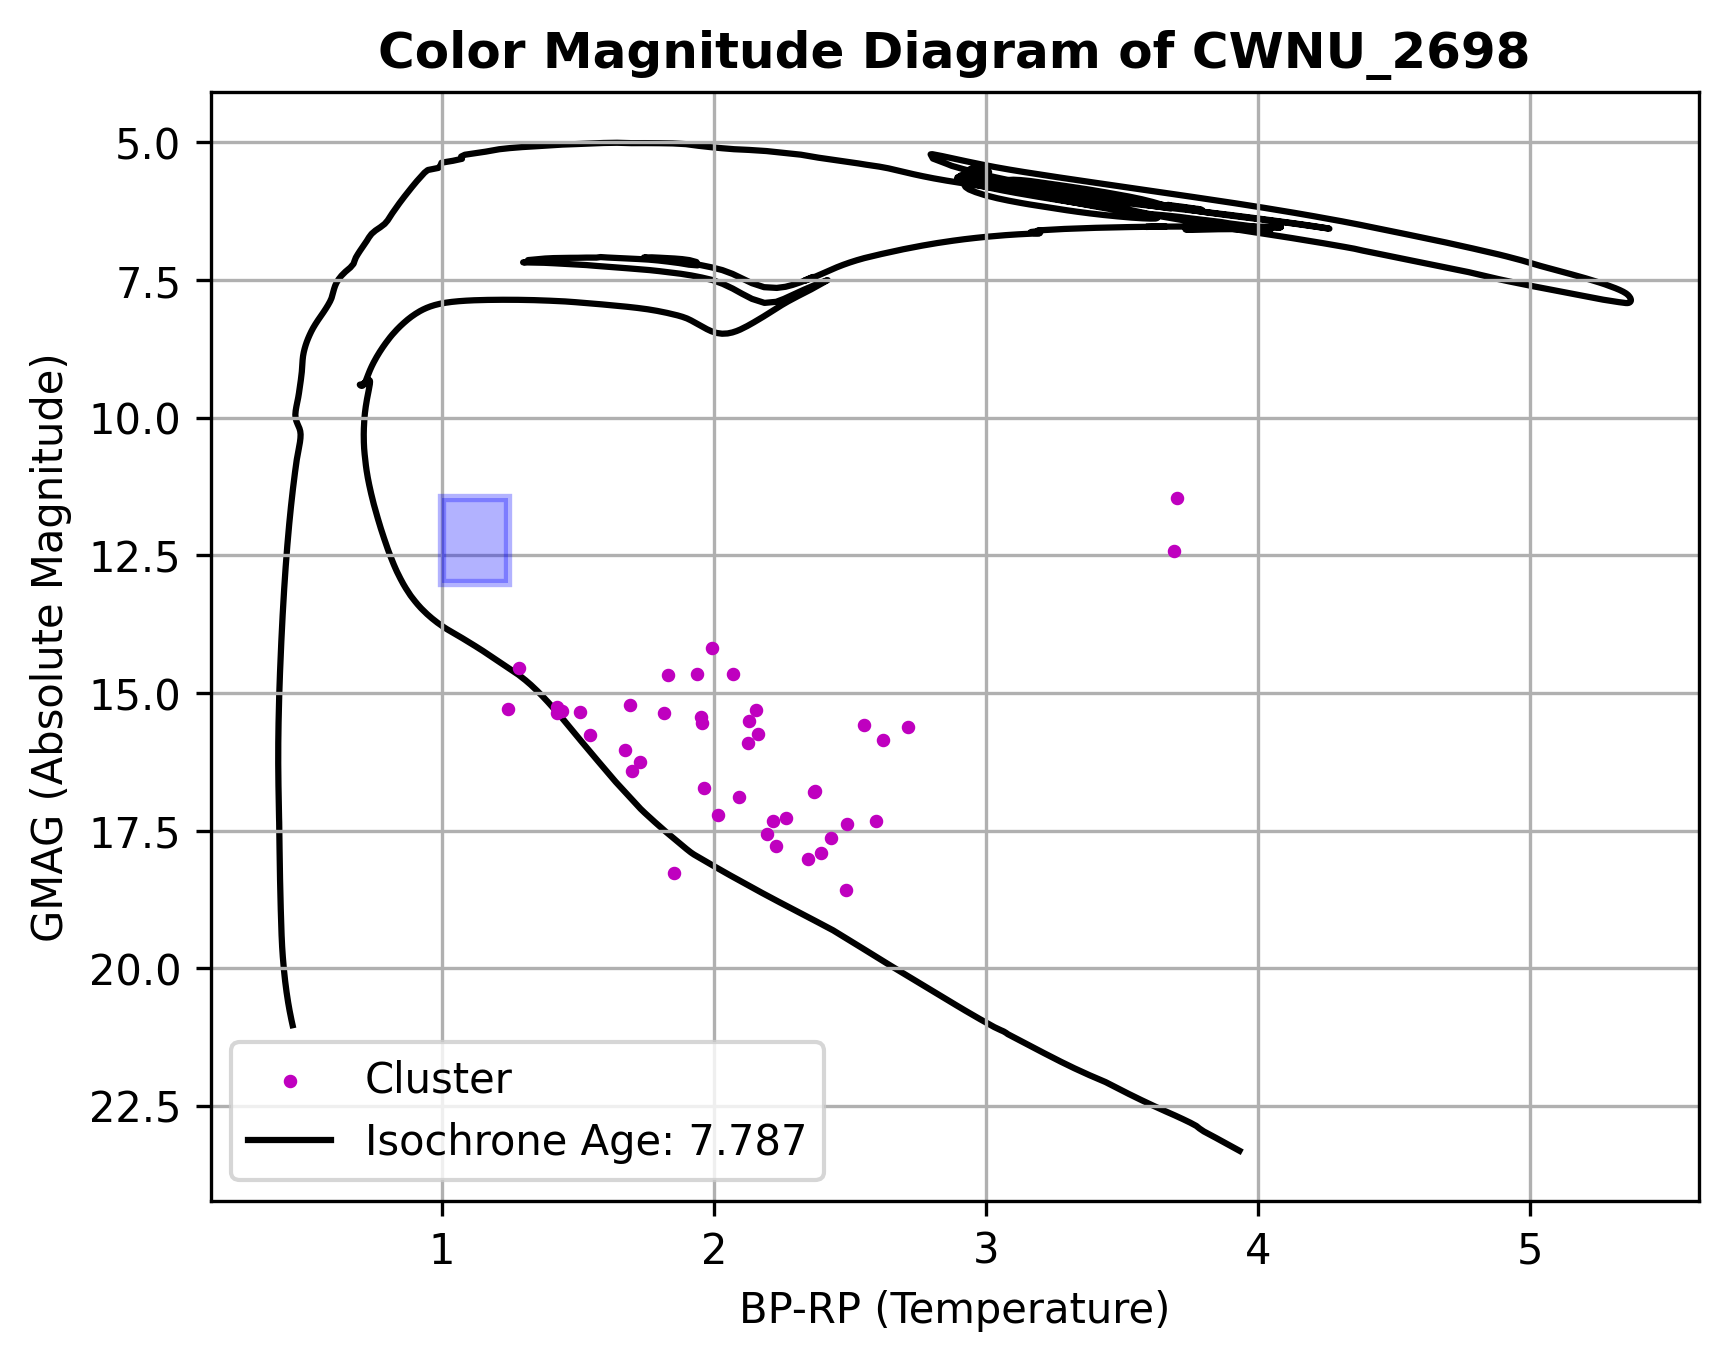 Color Magnitude Diagram of CWNU_2698
GMAG (Absolute Magnitude)
5.0
7.5
10.0
12.5
15.0
17.5
20.0
22.5
Cluster
Isochrone Age: 7.787
1 2 3 4 5
BP-RP (Temperature)